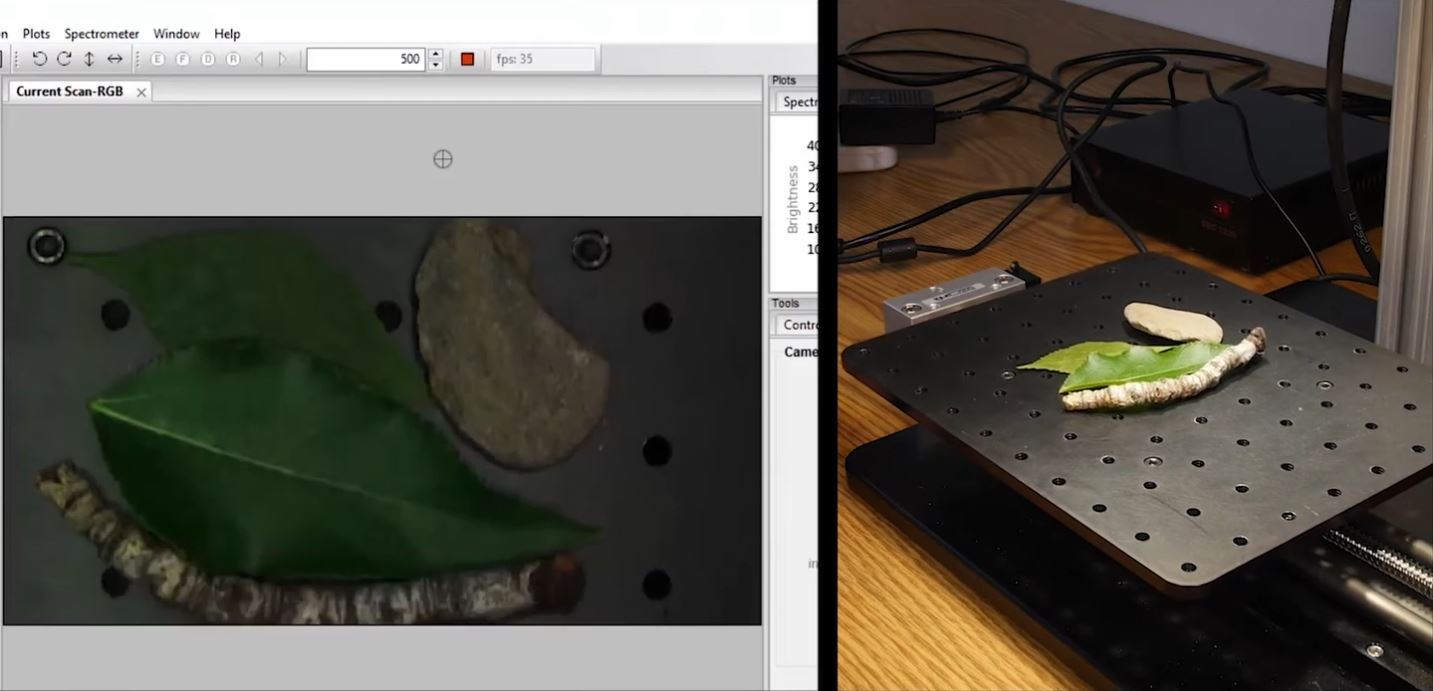 n Plots Spectrometer Window Help
E F D R 500 fps: 35
Current Scan-RGB
Plots
Spectr
Brightness
40
34
28
22
16
10
Tools
Contro
Came
in